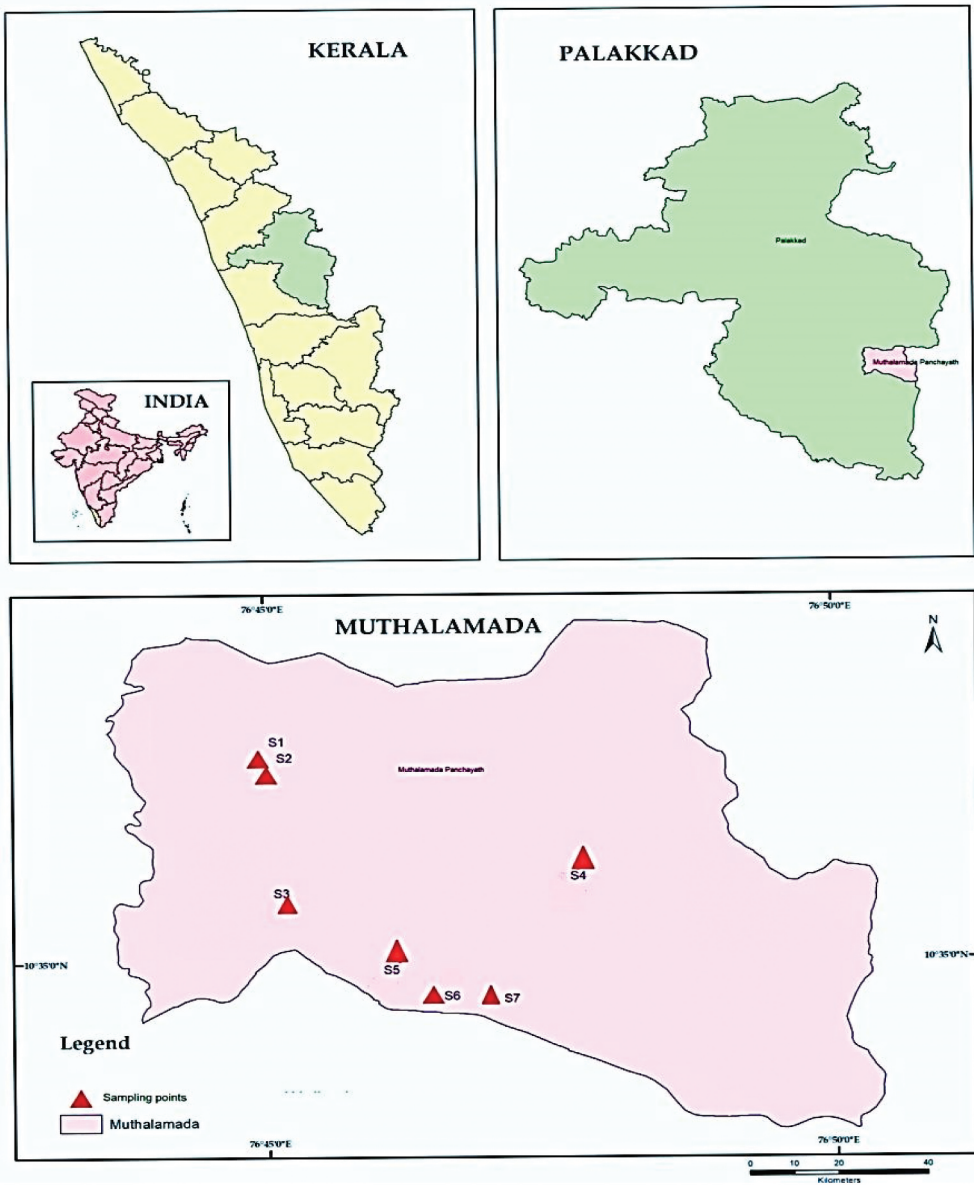 KERALA
INDIA
PALAKKAD
Palakkad
Muthalamada Panchayath
76°45'0"E
76°50'0"E
MUTHALAMADA
N
S1
S2
Muthalamada Panchayath
S4
S3
S5
S6
S7
10°35'0"N
10°35'0"N
Legend
Sampling points
Muthalamada
76°45'0"E
76°50'0"E
0 10 20 40
Kilometers